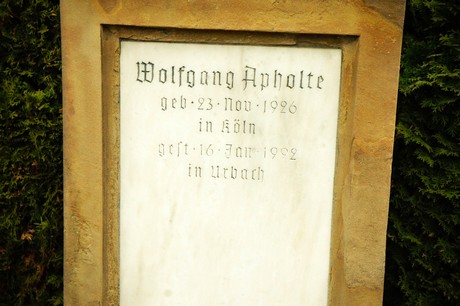 Wolfgang Apholte
geb · 23 · Nov · 1926
in Köln
gest · 16 · Jan 1992
in Urbach